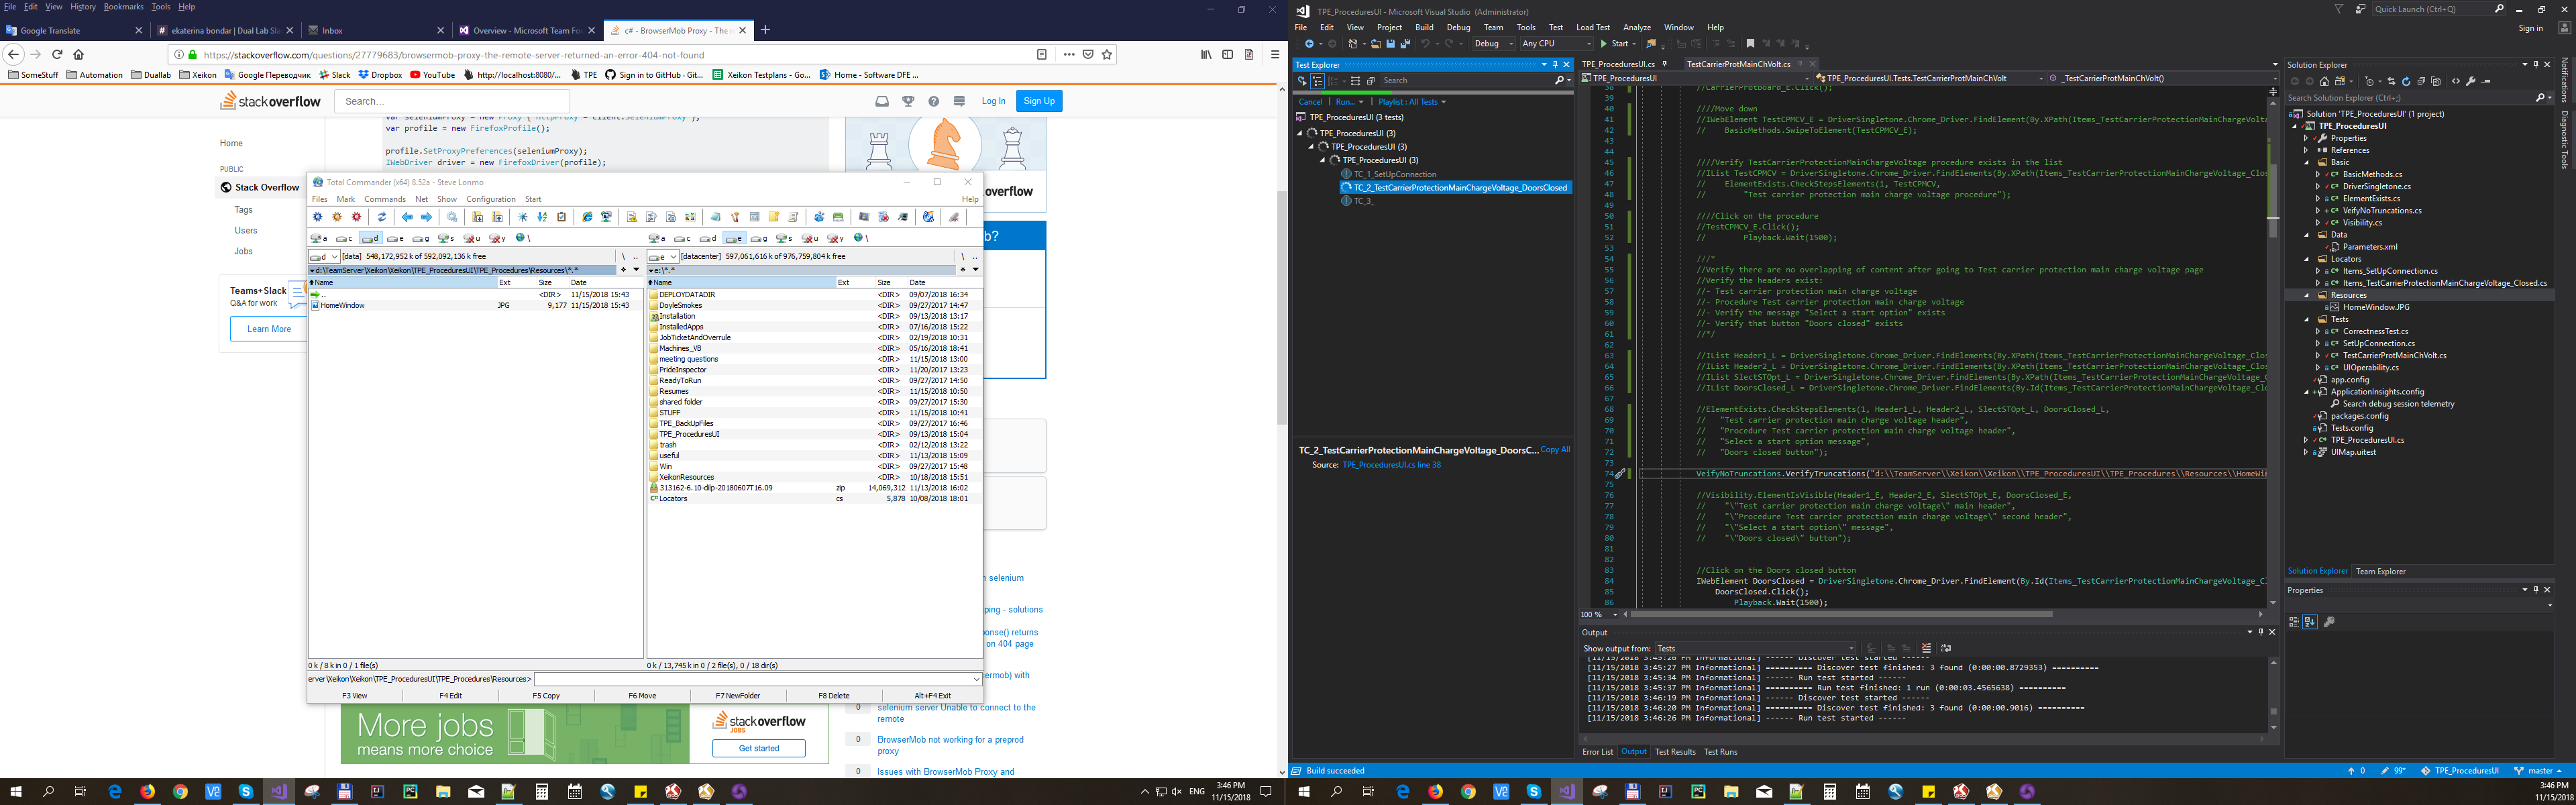 File Edit View History Bookmarks Tools Help
Google Translate
ekaterina bondar | Dual Lab Sla
Inbox
Overview - Microsoft Team Fou
c# - BrowserMob Proxy - The r
https://stackoverflow.com/questions/27779683/browsermob-proxy-the-remote-server-returned-an-error-404-not-found
SomeStuff Automation Duallab Xeikon Google Переводчик Slack Dropbox YouTube http://localhost:8080/... TPE Sign in to GitHub · Git... Xeikon Testplans - Go... Home - Software DFE ...
stackoverflow
Search...
Log In Sign Up
Home
PUBLIC
Stack Overflow
Tags
Users
Jobs
Teams+Slack
Q&A for work
Learn More
var seleniumProxy = new Proxy { HttpProxy = client.SeleniumProxy };
var profile = new FirefoxProfile();
profile.SetProxyPreferences(seleniumProxy);
IWebDriver driver = new FirefoxDriver(profile);
Total Commander (x64) 8.52a - Steve Lonmo
Files Mark Commands Net Show Configuration Start Help
a c d e g s u y \
a c d e g s u y \
d [data] 548,172,952 k of 592,092,136 k free \ ..
e [datacenter] 597,061,616 k of 976,759,804 k free \ ..
d:\TeamServer\Xeikon\Xeikon\TPE_ProceduresUI\TPE_Procedures\Resources\*.*
e:\*.*
Name Ext Size Date
.. <DIR> 11/15/2018 15:43
HomeWindow JPG 9,177 11/15/2018 15:43
Name Ext Size Date
DEPLOYDATADIR <DIR> 09/07/2018 16:34
DoyleSmokes <DIR> 09/27/2018 14:47
Installation <DIR> 09/13/2018 13:17
InstalledApps <DIR> 07/16/2018 15:22
JobTicketAndOverrule <DIR> 02/19/2018 10:31
Machines_VB <DIR> 05/16/2018 18:41
meeting questions <DIR> 11/15/2018 13:00
PrideInspector <DIR> 11/20/2017 13:23
ReadyToRun <DIR> 09/27/2017 14:50
Resumes <DIR> 11/15/2018 10:50
shared folder <DIR> 09/27/2017 15:30
STUFF <DIR> 11/15/2018 10:41
TPE_BackUpFiles <DIR> 09/27/2017 16:46
TPE_ProceduresUI <DIR> 09/13/2018 15:04
trash <DIR> 02/12/2018 13:22
useful <DIR> 11/13/2018 15:09
Win <DIR> 09/27/2017 15:48
XeikonResources <DIR> 10/18/2018 15:51
313162-6.10-dilp-20180607T16.09 zip 14,069,312 11/13/2018 16:02
Locators cs 5,878 10/08/2018 18:01
0 k / 8 k in 0 / 1 file(s)
0 k / 13,745 k in 0 / 2 file(s), 0 / 18 dir(s)
erver\Xeikon\Xeikon\TPE_ProceduresUI\TPE_Procedures\Resources>
F3 View F4 Edit F5 Copy F6 Move F7 NewFolder F8 Delete Alt+F4 Exit
rflow
b?
n selenium
ping - solutions
onse() returns
on 404 page
ermob) with
0 selenium server Unable to connect to the
remote
0 BrowserMob not working for a preprod
proxy
0 Issues with BrowserMob Proxy and
More jobs
means more choice
stackoverflow
JOBS
Get started
ENG
3:46 PM
11/15/2018
TPE_ProceduresUI - Microsoft Visual Studio (Administrator)
Quick Launch (Ctrl+Q)
File Edit View Project Build Debug Team Tools Test Load Test Analyze Window Help
Sign in
Debug Any CPU Start
Test Explorer
Search
Cancel | Run... | Playlist : All Tests
TPE_ProceduresUI (3 tests)
TPE_ProceduresUI (3)
TPE_ProceduresUI (3)
TPE_ProceduresUI (3)
TC_1_SetUpConnection
TC_2_TestCarrierProtectionMainChargeVoltage_DoorsClosed
TC_3_
TC_2_TestCarrierProtectionMainChargeVoltage_DoorsC... Copy All
Source: TPE_ProceduresUI.cs line 38
TPE_ProceduresUI.cs TestCarrierProtMainChVolt.cs
TPE_ProceduresUI TPE_ProceduresUI.Tests.TestCarrierProtMainChVolt _TestCarrierProtMainChVolt()
38 //CarrierProtBoard_E.Click();
39
40 ////Move down
41 //IWebElement TestCPMCV_E = DriverSingletone.Chrome_Driver.FindElement(By.XPath(Items_TestCarrierProtectionMainChargeVoltag
42 // BasicMethods.SwipeToElement(TestCPMCV_E);
43
44
45 ////Verify TestCarrierProtectionMainChargeVoltage procedure exists in the list
46 //IList TestCPMCV = DriverSingletone.Chrome_Driver.FindElements(By.XPath(Items_TestCarrierProtectionMainChargeVoltage_Clos
47 // ElementExists.CheckStepsElements(1, TestCPMCV,
48 // "Test carrier protection main charge voltage procedure");
49
50 ////Click on the procedure
51 //TestCPMCV_E.Click();
52 // Playback.Wait(1500);
53
54 ///*
55 //Verify there are no overlapping of content after going to Test carrier protection main charge voltage page
56 //Verify the headers exist:
57 //- Test carrier protection main charge voltage
58 //- Procedure Test carrier protection main charge voltage
59 //- Verify the message "Select a start option" exists
60 //- Verify that button "Doors closed" exists
61 //*/
62
63 //IList Header1_L = DriverSingletone.Chrome_Driver.FindElements(By.XPath(Items_TestCarrierProtectionMainChargeVoltage_Clo
64 //IList Header2_L = DriverSingletone.Chrome_Driver.FindElements(By.XPath(Items_TestCarrierProtectionMainChargeVoltage_Clo
65 //IList SlectSTOpt_L = DriverSingletone.Chrome_Driver.FindElements(By.XPath(Items_TestCarrierProtectionMainChargeVoltage_
66 //IList DoorsClosed_L = DriverSingletone.Chrome_Driver.FindElements(By.Id(Items_TestCarrierProtectionMainChargeVoltage_Clo
67
68 //ElementExists.CheckStepsElements(1, Header1_L, Header2_L, SlectSTOpt_L, DoorsClosed_L,
69 // "Test carrier protection main charge voltage header",
70 // "Procedure Test carrier protection main charge voltage header",
71 // "Select a start option message",
72 // "Doors closed button");
73
74 VeifyNoTruncations.VerifyTruncations("d:\\TeamServer\\Xeikon\\Xeikon\\TPE_ProceduresUI\\TPE_Procedures\\Resources\\HomeWin
75
76 //Visibility.ElementIsVisible(Header1_E, Header2_E, SlectSTOpt_E, DoorsClosed_E,
77 // "\"Test carrier protection main charge voltage\" main header",
78 // "\"Procedure Test carrier protection main charge voltage\" second header",
79 // "\"Select a start option\" message",
80 // "\"Doors closed\" button");
81
82
83 //Click on the Doors closed button
84 IWebElement DoorsClosed = DriverSingletone.Chrome_Driver.FindElement(By.Id(Items_TestCarrierProtectionMainChargeVoltage_Cl
85 DoorsClosed.Click();
86 Playback.Wait(1500);
100 %
Output
Show output from: Tests
[11/15/2018 3:45:26 PM Informational] ------ Discover test started ------
[11/15/2018 3:45:27 PM Informational] ========== Discover test finished: 3 found (0:00:00.8729353) ==========
[11/15/2018 3:45:34 PM Informational] ------ Run test started ------
[11/15/2018 3:45:37 PM Informational] ========== Run test finished: 1 run (0:00:03.4565638) ==========
[11/15/2018 3:46:19 PM Informational] ------ Discover test started ------
[11/15/2018 3:46:20 PM Informational] ========== Discover test finished: 3 found (0:00:00.9016) ==========
[11/15/2018 3:46:26 PM Informational] ------ Run test started ------
Error List Output Test Results Test Runs
Solution Explorer
Search Solution Explorer (Ctrl+;)
Solution 'TPE_ProceduresUI' (1 project)
TPE_ProceduresUI
Properties
References
Basic
BasicMethods.cs
DriverSingletone.cs
ElementExists.cs
VeifyNoTruncations.cs
Visibility.cs
Data
Parameters.xml
Locators
Items_SetUpConnection.cs
Items_TestCarrierProtectionMainChargeVoltage_Closed.cs
Resources
HomeWindow.JPG
Tests
CorrectnessTest.cs
SetUpConnection.cs
TestCarrierProtMainChVolt.cs
UIOperability.cs
app.config
ApplicationInsights.config
Search debug session telemetry
packages.config
Tests.config
TPE_ProceduresUI.cs
UIMap.uitest
Solution Explorer Team Explorer
Properties
Notifications
Diagnostic Tools
Build succeeded
0 99* TPE_ProceduresUI master
3:46 PM
11/15/2018